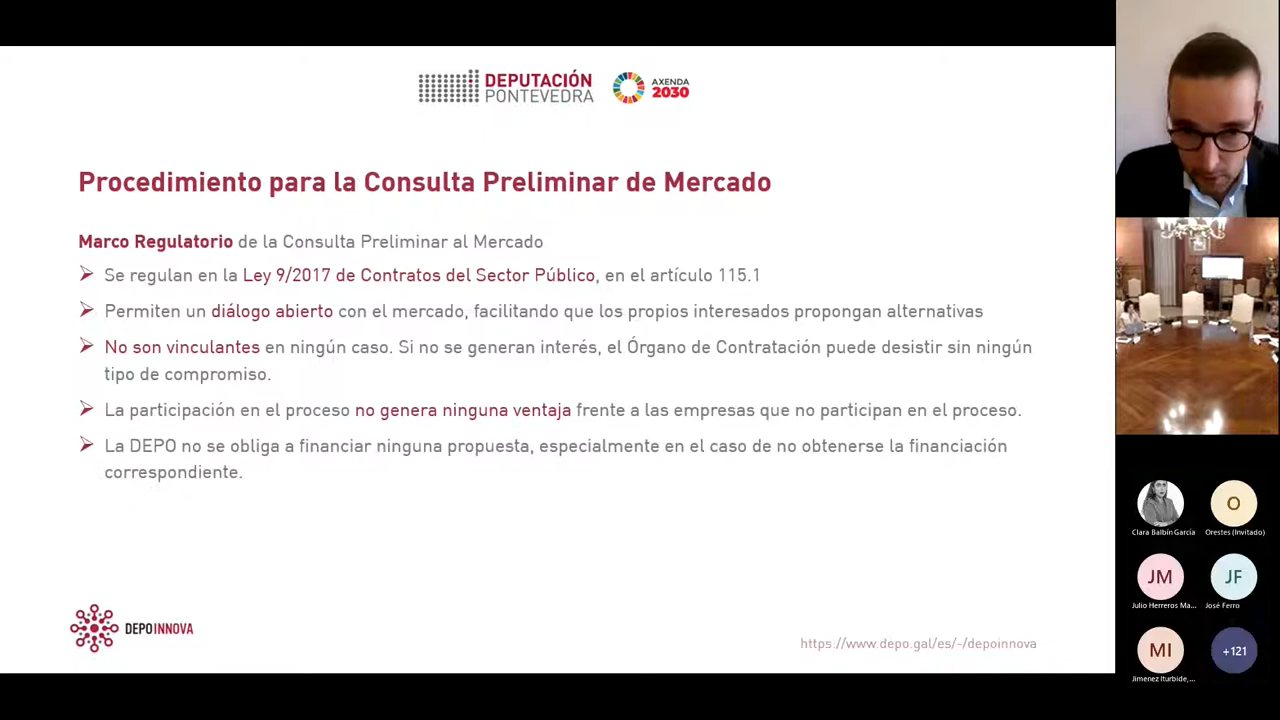 DEPUTACIÓN
PONTEVEDRA
AXENDA
2030
Procedimiento para la Consulta Preliminar de Mercado
Marco Regulatorio de la Consulta Preliminar al Mercado
Se regulan en la Ley 9/2017 de Contratos del Sector Público, en el artículo 115.1
Permiten un diálogo abierto con el mercado, facilitando que los propios interesados propongan alternativas
No son vinculantes en ningún caso. Si no se generan interés, el Órgano de Contratación puede desistir sin ningún
tipo de compromiso.
La participación en el proceso no genera ninguna ventaja frente a las empresas que no participan en el proceso.
La DEPO no se obliga a financiar ninguna propuesta, especialmente en el caso de no obtenerse la financiación
correspondiente.
DEPOINNOVA
https://www.depo.gal/es/-/depoinnova
O
Clara Balbín García
Orestes (Invitado)
JM
JF
Julio Herreros Ma...
José Ferro
MI
+121
Jimenez Iturbide,...